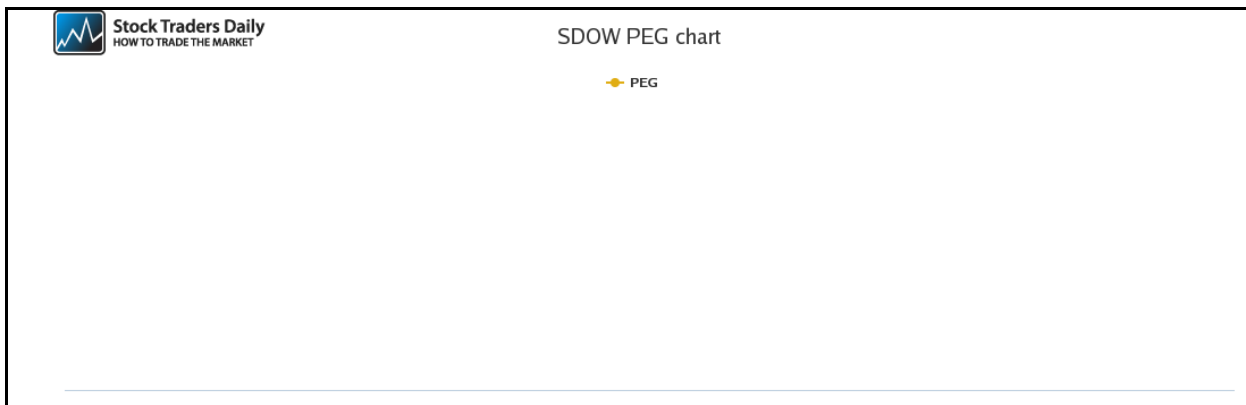 Stock Traders Daily
HOW TO TRADE THE MARKET
SDOW PEG chart
PEG